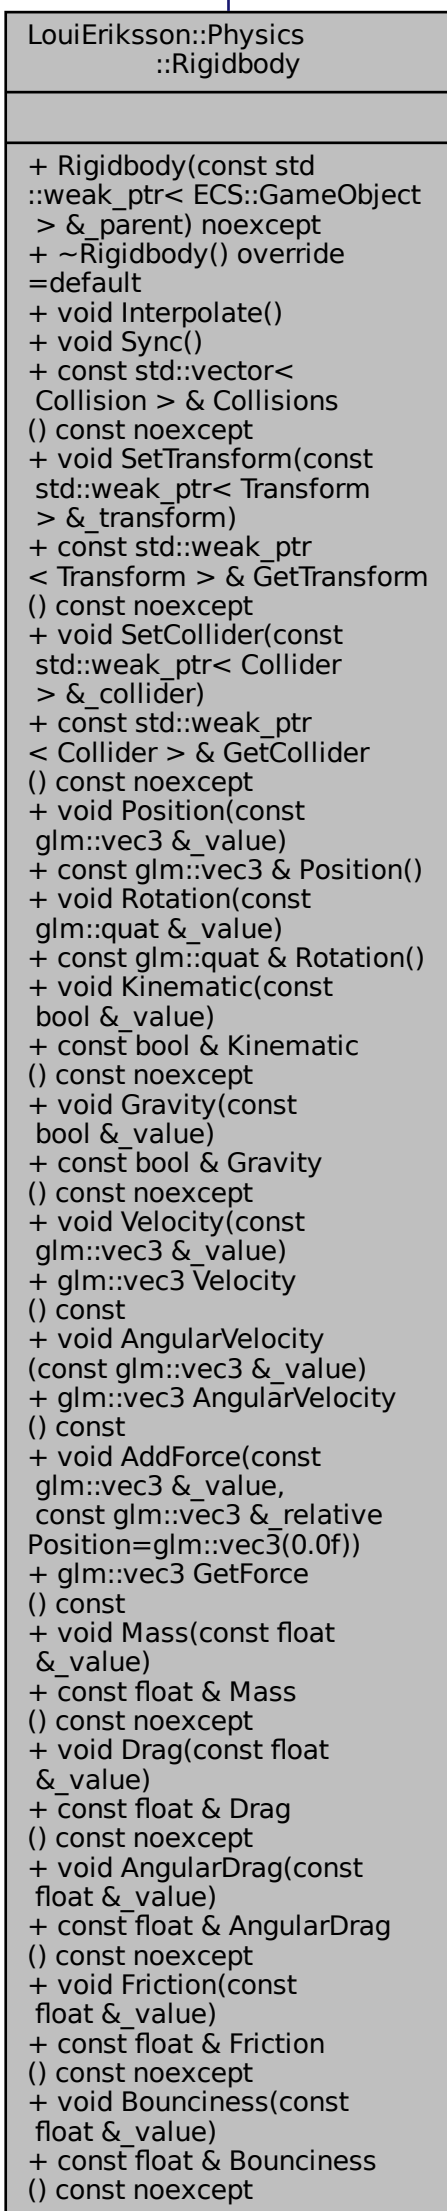 LouiEriksson::Physics
::Rigidbody
+ Rigidbody(const std
::weak_ptr< ECS::GameObject
> &_parent) noexcept
+ ~Rigidbody() override
=default
+ void Interpolate()
+ void Sync()
+ const std::vector<
Collision > & Collisions
() const noexcept
+ void SetTransform(const
std::weak_ptr< Transform
> &_transform)
+ const std::weak_ptr
< Transform > & GetTransform
() const noexcept
+ void SetCollider(const
std::weak_ptr< Collider
> &_collider)
+ const std::weak_ptr
< Collider > & GetCollider
() const noexcept
+ void Position(const
glm::vec3 &_value)
+ const glm::vec3 & Position()
+ void Rotation(const
glm::quat &_value)
+ const glm::quat & Rotation()
+ void Kinematic(const
bool &_value)
+ const bool & Kinematic
() const noexcept
+ void Gravity(const
bool &_value)
+ const bool & Gravity
() const noexcept
+ void Velocity(const
glm::vec3 &_value)
+ glm::vec3 Velocity
() const
+ void AngularVelocity
(const glm::vec3 &_value)
+ glm::vec3 AngularVelocity
() const
+ void AddForce(const
glm::vec3 &_value,
const glm::vec3 &_relative
Position=glm::vec3(0.0f))
+ glm::vec3 GetForce
() const
+ void Mass(const float
&_value)
+ const float & Mass
() const noexcept
+ void Drag(const float
&_value)
+ const float & Drag
() const noexcept
+ void AngularDrag(const
float &_value)
+ const float & AngularDrag
() const noexcept
+ void Friction(const
float &_value)
+ const float & Friction
() const noexcept
+ void Bounciness(const
float &_value)
+ const float & Bounciness
() const noexcept